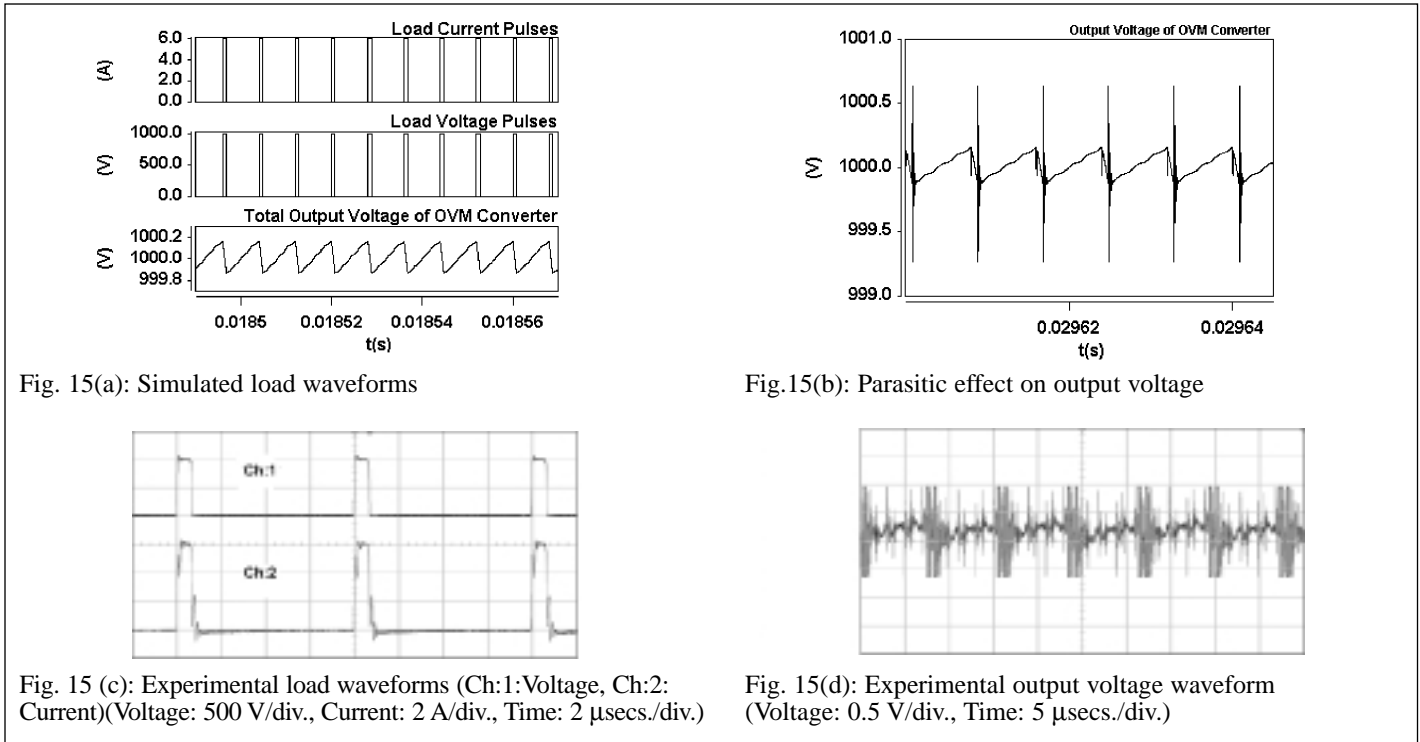 Load Current Pulses
6.0
4.0
2.0
0.0
(A)
Load Voltage Pulses
1000.0
500.0
0.0
(V)
Total Output Voltage of OVM Converter
1000.2
1000.0
999.8
(V)
0.0185
0.01852
0.01854
0.01856
t(s)
Fig. 15(a): Simulated load waveforms
Output Voltage of OVM Converter
1001.0
1000.5
1000.0
999.5
999.0
(V)
0.02962
0.02964
t(s)
Fig.15(b): Parasitic effect on output voltage
Ch:1
Ch:2
Fig. 15 (c): Experimental load waveforms (Ch:1:Voltage, Ch:2:
Current)(Voltage: 500 V/div., Current: 2 A/div., Time: 2 μsecs./div.)
Fig. 15(d): Experimental output voltage waveform
(Voltage: 0.5 V/div., Time: 5 μsecs./div.)